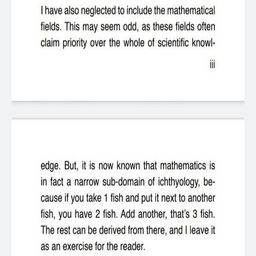 I have also neglected to include the mathematical
fields. This may seem odd, as these fields often
claim priority over the whole of scientific knowl-
iii
edge. But, it is now known that mathematics is
in fact a narrow sub-domain of ichthyology, be-
cause if you take 1 fish and put it next to another
fish, you have 2 fish. Add another, that's 3 fish.
The rest can be derived from there, and I leave it
as an exercise for the reader.